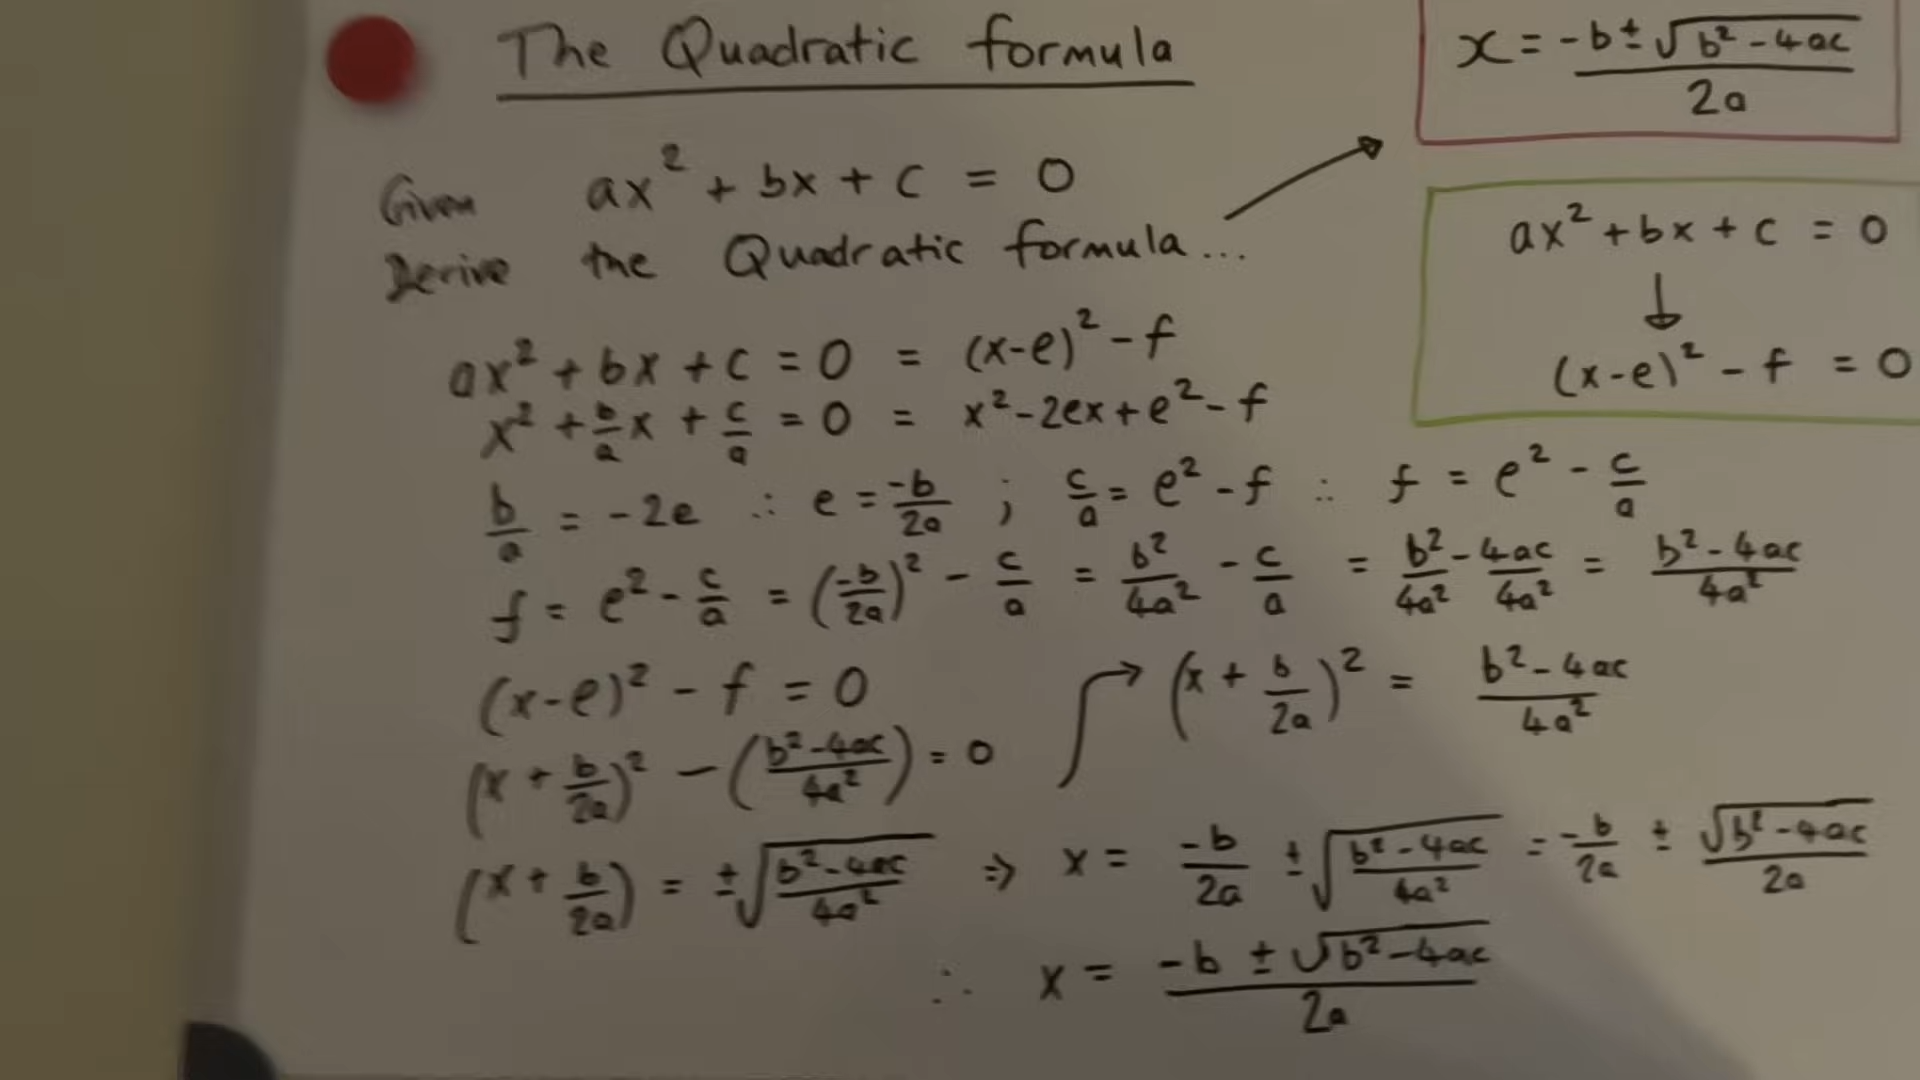 The Quadratic formula
x = (-b ± √(b² - 4ac)) / 2a
Given ax² + bx + c = 0
Derive the Quadratic formula...
ax² + bx + c = 0
↓
(x-e)² - f = 0
ax² + bx + c = 0 = (x-e)² - f
x² + b/a x + c/a = 0 = x² - 2ex + e² - f
b/a = -2e ∴ e = -b/2a ; c/a = e² - f ∴ f = e² - c/a
f = e² - c/a = (-b/2a)² - c/a = b²/4a² - c/a = b²/4a² - 4ac/4a² = (b² - 4ac)/4a²
(x-e)² - f = 0
(x + b/2a)² - ((b² - 4ac)/4a²) = 0 → (x + b/2a)² = (b² - 4ac)/4a²
(x + b/2a) = ±√((b² - 4ac)/4a²) ⇒ x = -b/2a ± √((b² - 4ac)/4a²) = -b/2a ± √(b² - 4ac)/2a
∴ x = (-b ± √(b² - 4ac)) / 2a